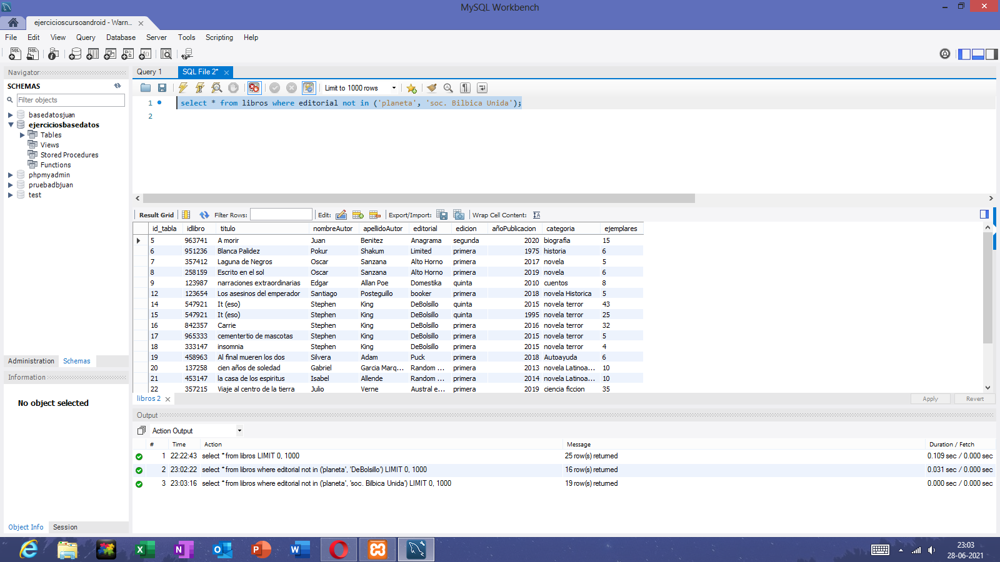 MySQL Workbench
ejercicioscursoandroid - Warn...
File Edit View Query Database Server Tools Scripting Help
Navigator
SCHEMAS
Filter objects
basedatosjuan
ejerciciosbasedatos
Tables
Views
Stored Procedures
Functions
phpmyadmin
pruebadbjuan
test
Administration Schemas
Information
No object selected
Object Info Session
Query 1 SQL File 2*
Limit to 1000 rows
1 select * from libros where editorial not in ('planeta', 'soc. Bilbica Unida');
2
Result Grid Filter Rows: Edit: Export/Import: Wrap Cell Content:
id_tabla idlibro titulo nombreAutor apellidoAutor editorial edicion añoPublicacion categoria ejemplares
5 963741 A morir Juan Benitez Anagrama segunda 2020 biografia 15
6 951236 Blanca Palidez Pokur Shakum Limited primera 1975 historia 6
7 357412 Laguna de Negros Oscar Sanzana Alto Horno primera 2017 novela 5
8 258159 Escrito en el sol Oscar Sanzana Alto Horno primera 2019 novela 6
9 123987 narraciones extraordinarias Edgar Allan Poe Domestika quinta 2010 cuentos 8
12 123654 Los asesinos del emperador Santiago Posteguillo booker primera 2018 novela Historica 5
14 547921 It (eso) Stephen King DeBolsillo quinta 2015 novela terror 43
15 547921 It (eso) Stephen King DeBolsillo quinta 1995 novela terror 25
16 842357 Carrie Stephen King DeBolsillo primera 2016 novela terror 32
17 965333 cementertio de mascotas Stephen King DeBolsillo primera 2015 novela terror 5
18 333147 insomnia Stephen King DeBolsillo primera 2015 novela terror 4
19 458963 Al final mueren los dos Silvera Adam Puck primera 2018 Autoayuda 6
20 137258 cien años de soledad Gabriel Garcia Marq... Random ... primera 2013 novela Latinoa... 10
21 453147 la casa de los espiritus Isabel Allende Random ... primera 2014 novela Latinoa... 10
22 357215 Viaje al centro de la tierra Julio Verne Austral e... primera 2019 ciencia ficcion 35
libros 2 Apply Revert
Output
Action Output
# Time Action Message Duration / Fetch
1 22:22:43 select * from libros LIMIT 0, 1000 25 row(s) returned 0.109 sec / 0.000 sec
2 23:02:22 select * from libros where editorial not in ('planeta', 'DeBolsillo') LIMIT 0, 1000 16 row(s) returned 0.031 sec / 0.000 sec
3 23:03:16 select * from libros where editorial not in ('planeta', 'soc. Bilbica Unida') LIMIT 0, 1000 19 row(s) returned 0.000 sec / 0.000 sec
23:03
28-06-2021